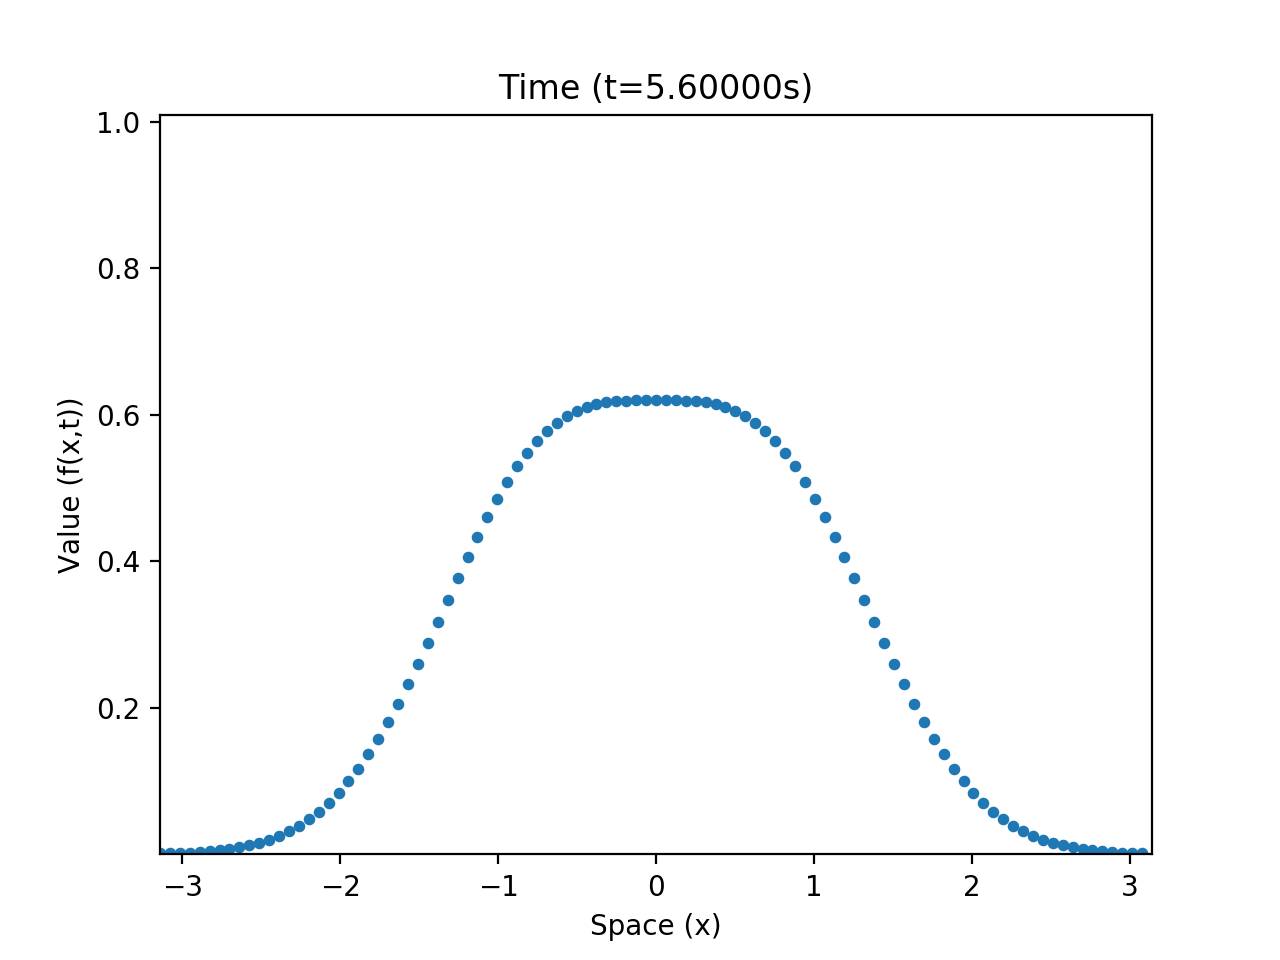 Time (t=5.60000s)
1.0
0.8
0.6
0.4
0.2
Value (f(x,t))
−3 −2 −1 0 1 2 3
Space (x)